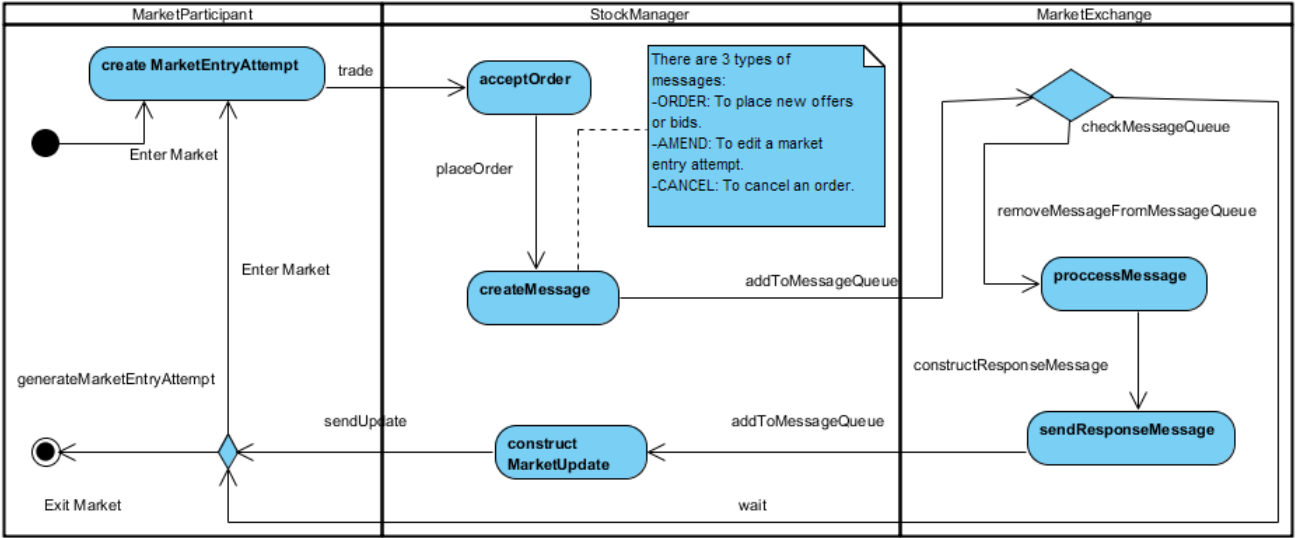 MarketParticipant
StockManager
MarketExchange
create MarketEntryAttempt
trade
acceptOrder
There are 3 types of
messages:
-ORDER: To place new offers
or bids.
-AMEND: To edit a market
entry attempt.
-CANCEL: To cancel an order.
checkMessageQueue
Enter Market
placeOrder
removeMessageFromMessageQueue
Enter Market
createMessage
addToMessageQueue
proccessMessage
generateMarketEntryAttempt
constructResponseMessage
sendUpdate
addToMessageQueue
sendResponseMessage
construct
MarketUpdate
Exit Market
wait